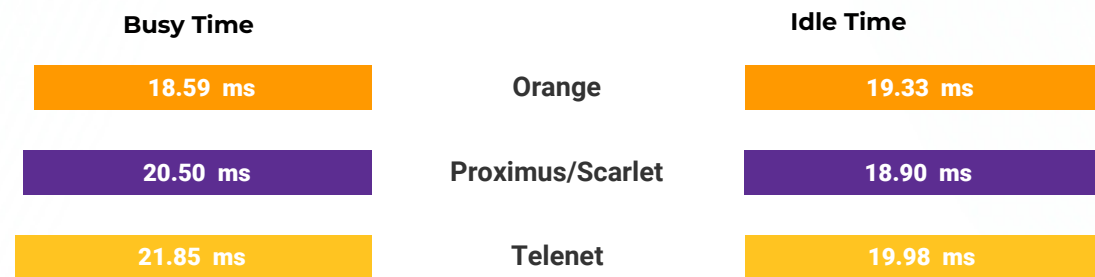 Busy Time
Idle Time
18.59 ms
Orange
19.33 ms
20.50 ms
Proximus/Scarlet
18.90 ms
21.85 ms
Telenet
19.98 ms